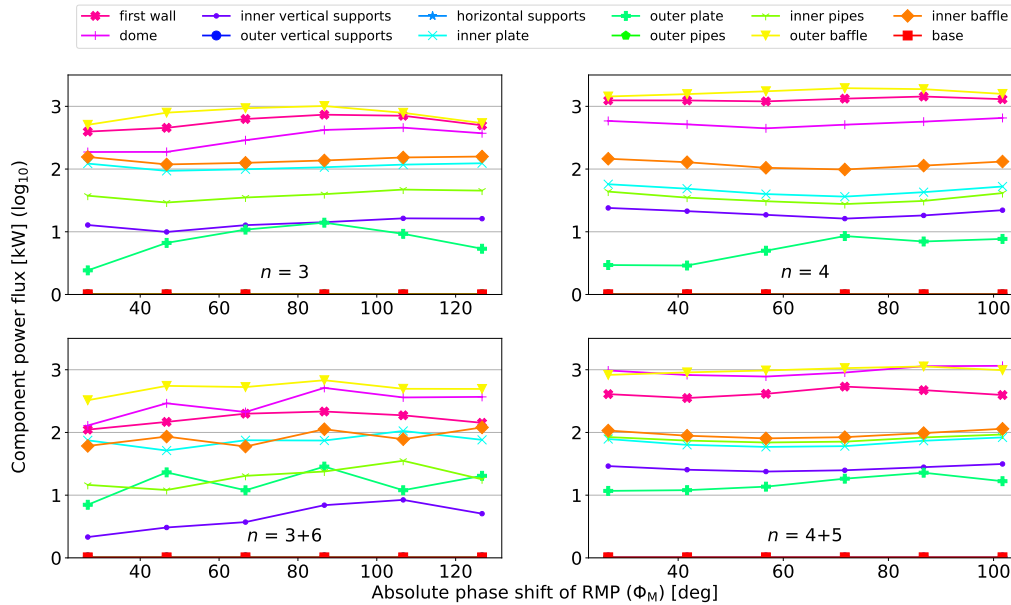 first wall inner vertical supports horizontal supports outer plate inner pipes inner baffle
dome outer vertical supports inner plate outer pipes outer baffle base
Component power flux [kW] (log₁₀)
3
2
1
0
40 60 80 100 120
n = 3
3
2
1
0
40 60 80 100
n = 4
3
2
1
0
40 60 80 100 120
n = 3+6
3
2
1
0
40 60 80 100
n = 4+5
Absolute phase shift of RMP (Φ_M) [deg]